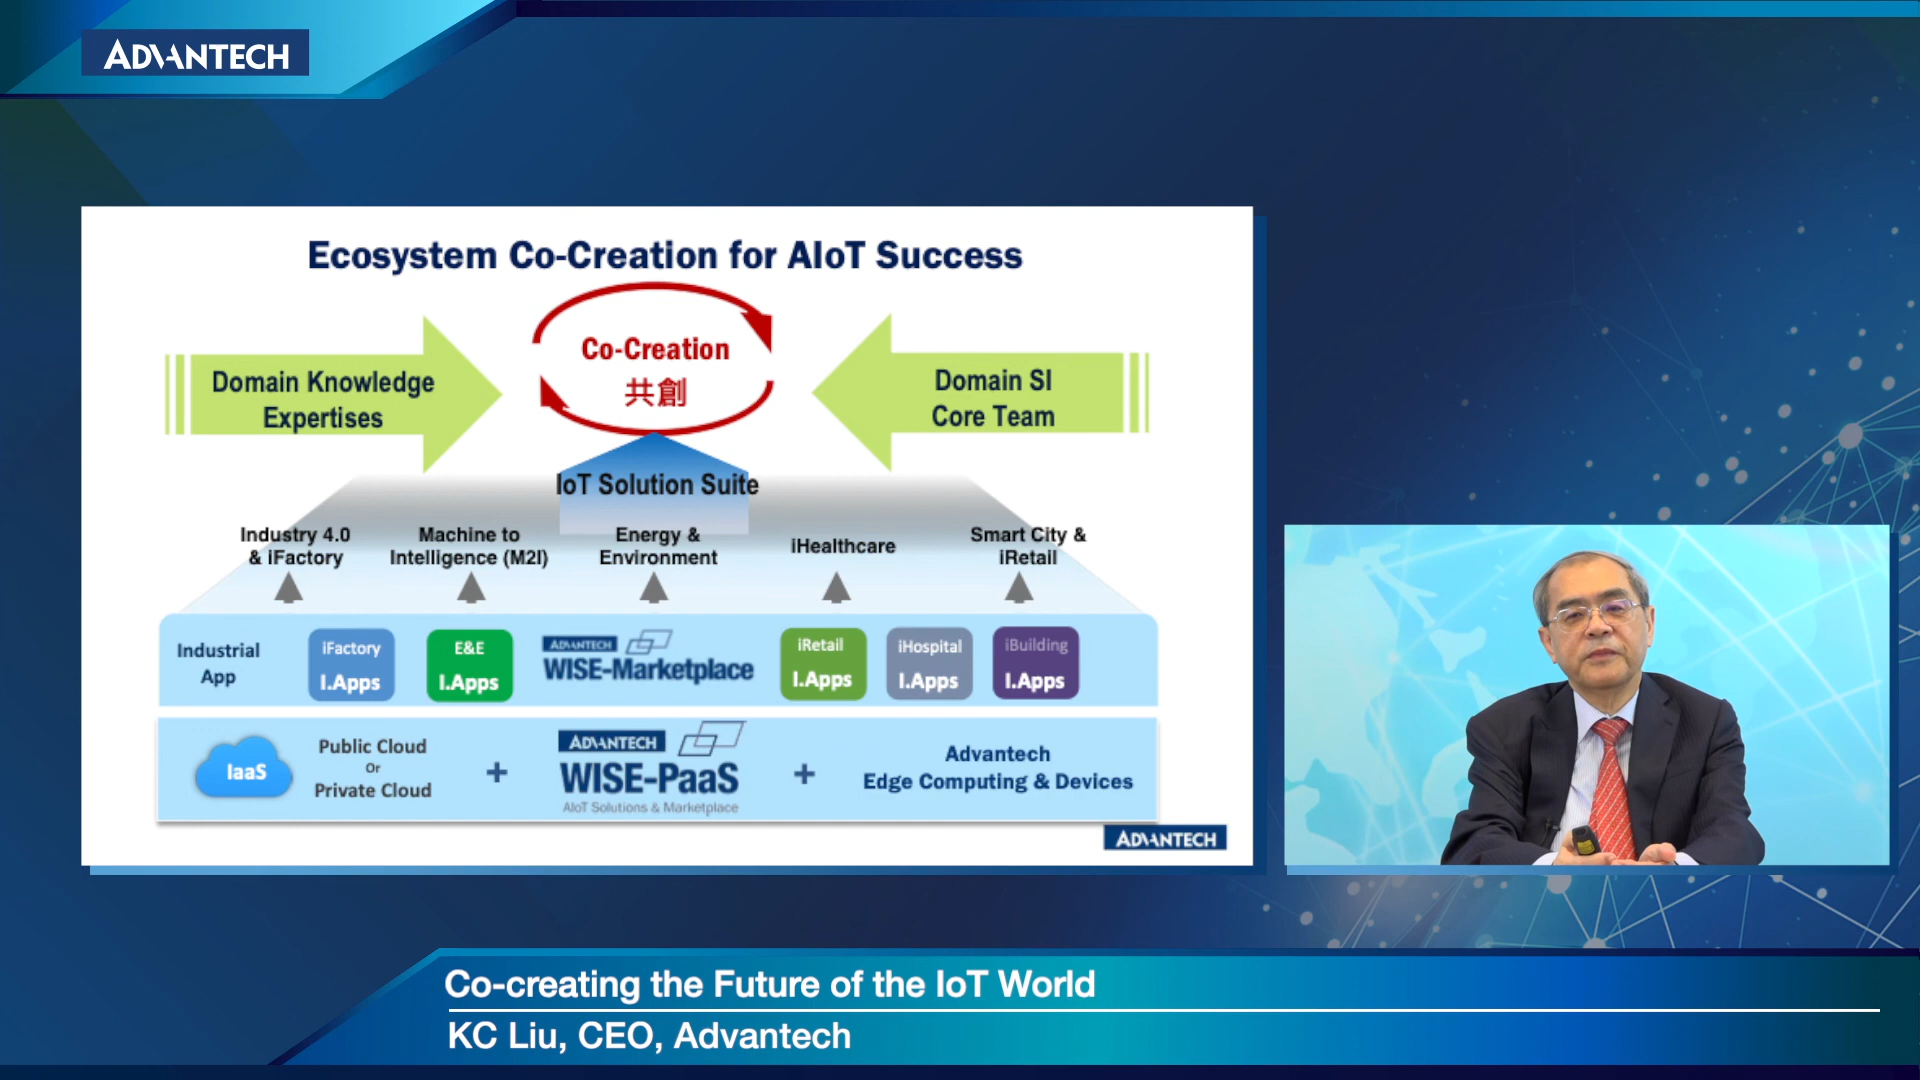 ADVANTECH
Ecosystem Co-Creation for AIoT Success
Co-Creation
共創
Domain Knowledge
Expertises
Domain SI
Core Team
IoT Solution Suite
Industry 4.0
& iFactory
Machine to
Intelligence (M2I)
Energy &
Environment
iHealthcare
Smart City &
iRetail
Industrial
App
iFactory
I.Apps
E&E
I.Apps
ADVANTECH
WISE-Marketplace
iRetail
I.Apps
iHospital
I.Apps
iBuilding
I.Apps
IaaS
Public Cloud
Or
Private Cloud
+
ADVANTECH
WISE-PaaS
AIoT Solutions & Marketplace
+
Advantech
Edge Computing & Devices
ADVANTECH
Co-creating the Future of the IoT World
KC Liu, CEO, Advantech